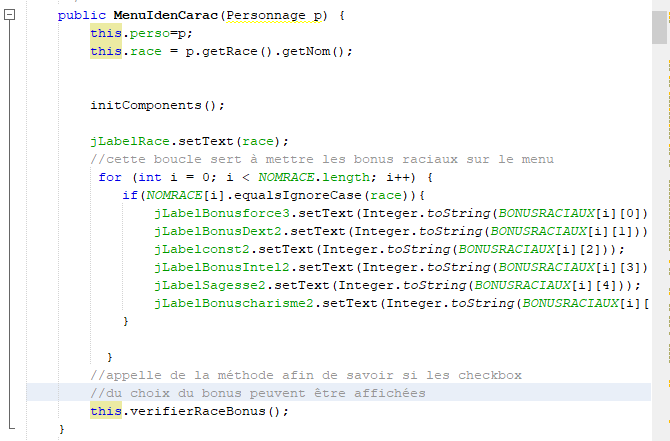 public MenuIdenCarac(Personnage p) {
this.perso=p;
this.race = p.getRace().getNom();
initComponents();
jLabelRace.setText(race);
//cette boucle sert à mettre les bonus raciaux sur le menu
for (int i = 0; i < NOMRACE.length; i++) {
if(NOMRACE[i].equalsIgnoreCase(race)){
jLabelBonusforce3.setText(Integer.toString(BONUSRACIAUX[i][0])
jLabelBonusDext2.setText(Integer.toString(BONUSRACIAUX[i][1]))
jLabelconst2.setText(Integer.toString(BONUSRACIAUX[i][2]));
jLabelBonusIntel2.setText(Integer.toString(BONUSRACIAUX[i][3])
jLabelSagesse2.setText(Integer.toString(BONUSRACIAUX[i][4]));
jLabelBonuscharisme2.setText(Integer.toString(BONUSRACIAUX[i][
}
}
//appelle de la méthode afin de savoir si les checkbox
//du choix du bonus peuvent être affichées
this.verifierRaceBonus();
}